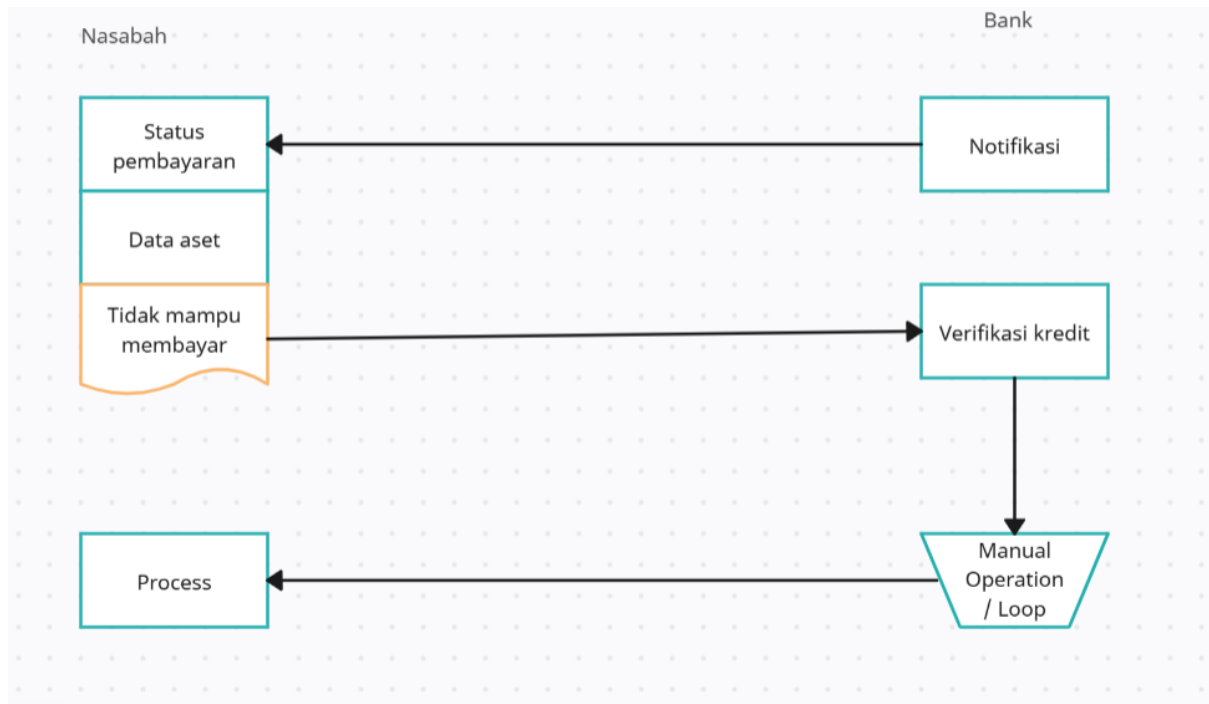 Nasabah
Bank
Status
pembayaran
Notifikasi
Data aset
Tidak mampu
membayar
Verifikasi kredit
Process
Manual
Operation
/ Loop